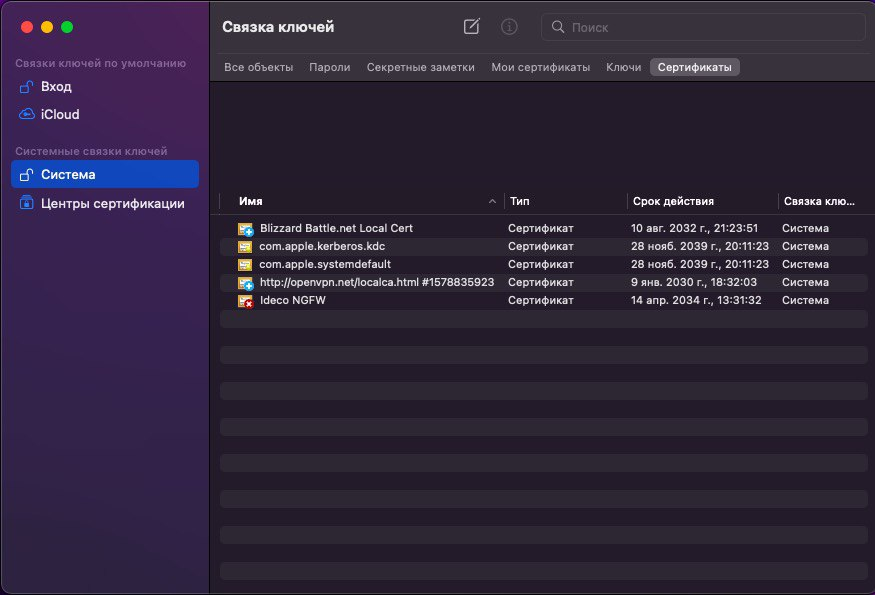 Связка ключей
Поиск
Связки ключей по умолчанию
Вход
iCloud
Системные связки ключей
Система
Центры сертификации
Все объекты Пароли Секретные заметки Мои сертификаты Ключи Сертификаты
Имя Тип Срок действия Связка клю...
Blizzard Battle.net Local Cert Сертификат 10 авг. 2032 г., 21:23:51 Система
com.apple.kerberos.kdc Сертификат 28 нояб. 2039 г., 20:11:23 Система
com.apple.systemdefault Сертификат 28 нояб. 2039 г., 20:11:23 Система
http://openvpn.net/localca.html #1578835923 Сертификат 9 янв. 2030 г., 18:32:03 Система
Ideco NGFW Сертификат 14 апр. 2034 г., 13:31:32 Система